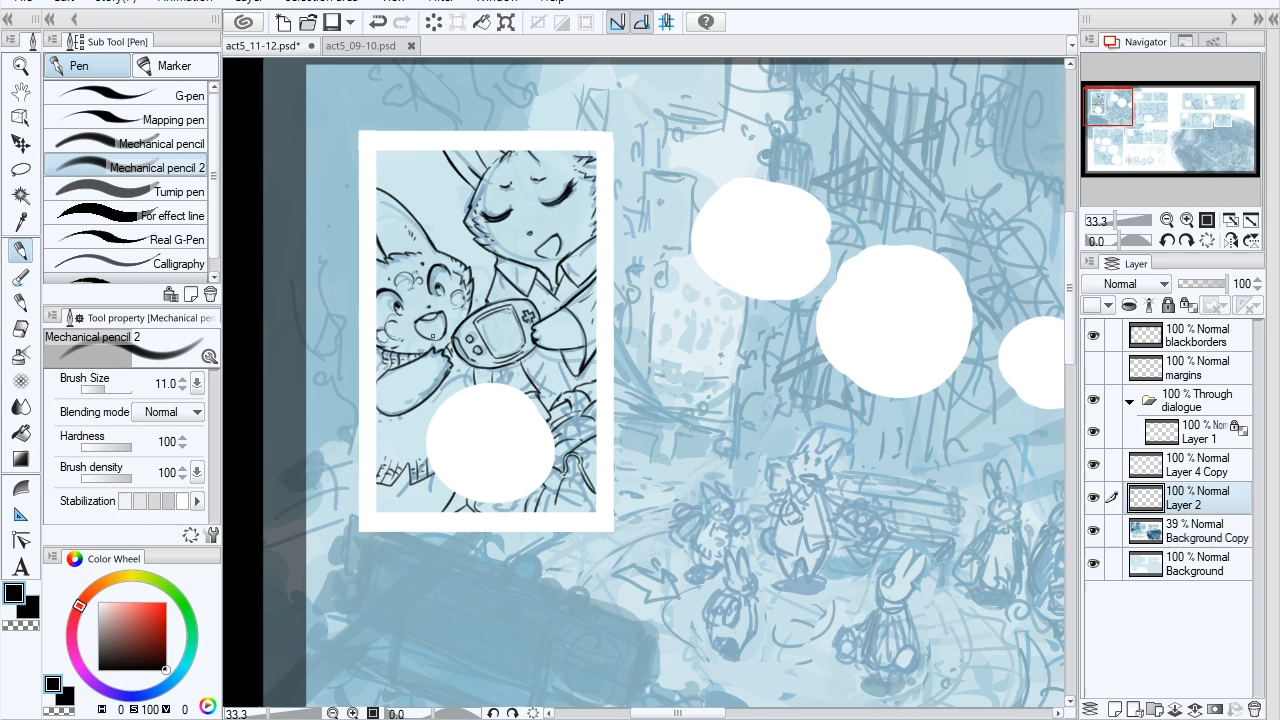 act5_11-12.psd*
act5_09-10.psd
Sub Tool [Pen]
Pen
Marker
G-pen
Mapping pen
Mechanical pencil
Mechanical pencil 2
Turnip pen
For effect line
Real G-Pen
Calligraphy
Tool property [Mechanical pen
Mechanical pencil 2
Brush Size
11.0
Blending mode
Normal
Hardness
100
Brush density
100
Stabilization
Color Wheel
H 0 S 100 V 0
33.3
0.0
Navigator
33.3
0.0
Layer
Normal
100
100 % Normal
blackborders
100 % Normal
margins
100 % Through
dialogue
100 % Nor
Layer 1
100 % Normal
Layer 4 Copy
100 % Normal
Layer 2
39 % Normal
Background Copy
100 % Normal
Background